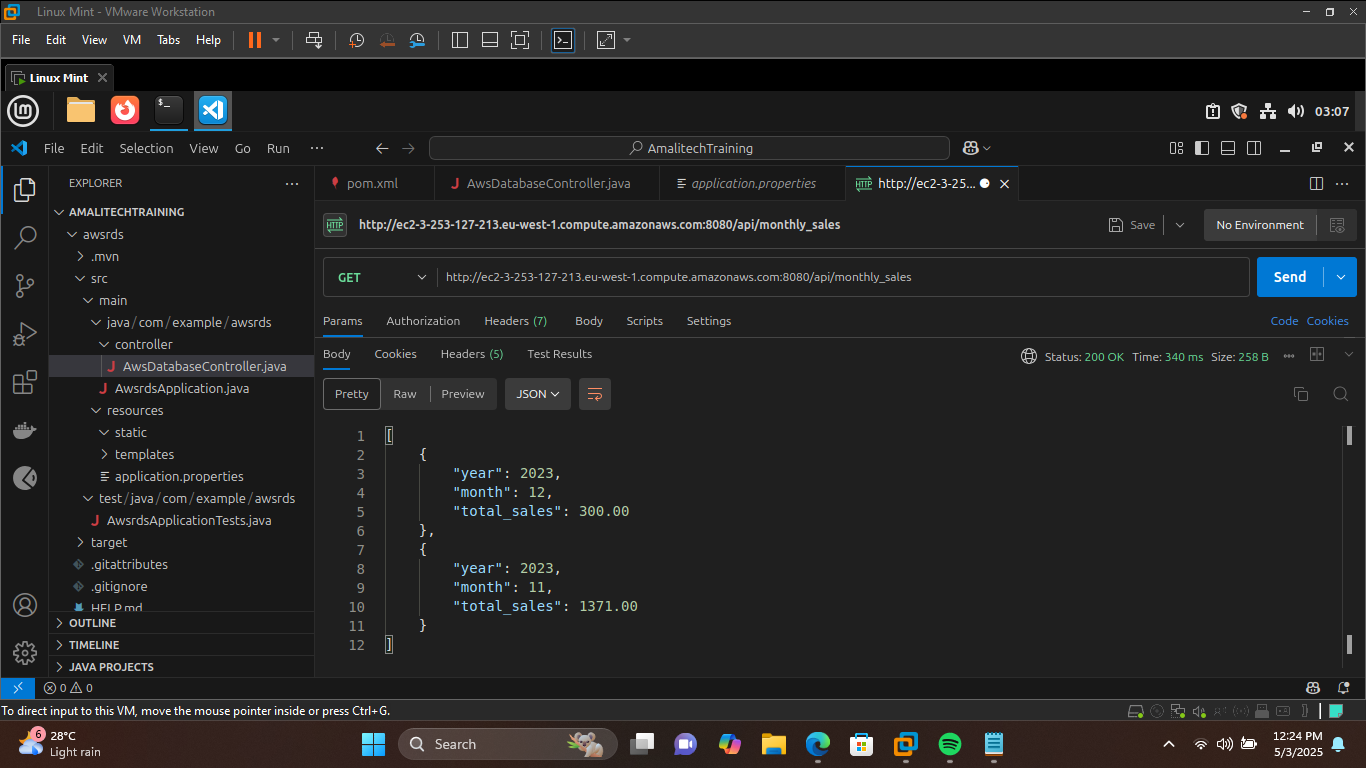 Linux Mint - VMware Workstation
File Edit View VM Tabs Help
Linux Mint
03:07
File Edit Selection View Go Run ··· AmalitechTraining
EXPLORER ···
pom.xml AwsDatabaseController.java application.properties http://ec2-3-25...
AMALITECHTRAINING
awsrds
.mvn
src
main
java/com/example/awsrds
controller
AwsDatabaseController.java
AwsrdsApplication.java
resources
static
templates
application.properties
test/java/com/example/awsrds
AwsrdsApplicationTests.java
target
.gitattributes
.gitignore
HELP.md
OUTLINE
TIMELINE
JAVA PROJECTS
HTTP http://ec2-3-253-127-213.eu-west-1.compute.amazonaws.com:8080/api/monthly_sales Save No Environment
GET http://ec2-3-253-127-213.eu-west-1.compute.amazonaws.com:8080/api/monthly_sales Send
Params Authorization Headers (7) Body Scripts Settings Code Cookies
Body Cookies Headers (5) Test Results Status: 200 OK Time: 340 ms Size: 258 B
Pretty Raw Preview JSON
1 [
2 {
3 "year": 2023,
4 "month": 12,
5 "total_sales": 300.00
6 },
7 {
8 "year": 2023,
9 "month": 11,
10 "total_sales": 1371.00
11 }
12 ]
0 0
To direct input to this VM, move the mouse pointer inside or press Ctrl+G.
6 28°C
Light rain
Search
12:24 PM
5/3/2025